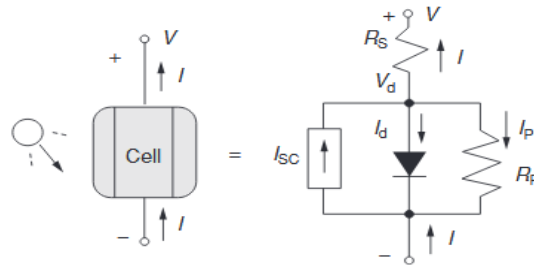 + V
I
Cell
− I
=
+ V
R_S
I
V_d
I_SC
I_d
I_P
R_P
− I